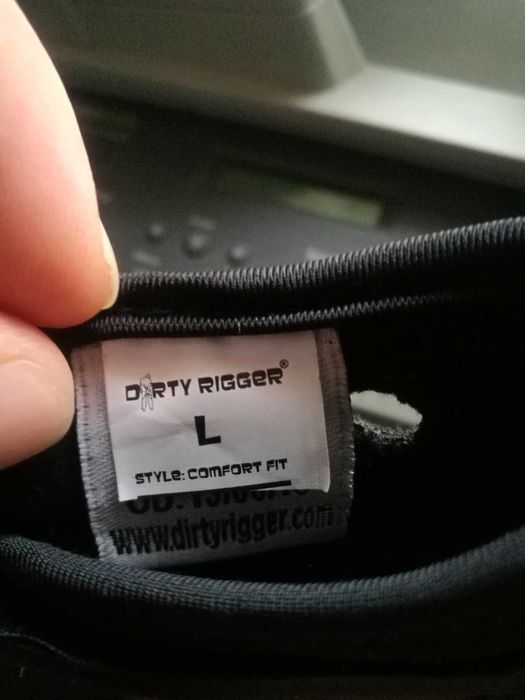 DIRTY RIGGER®
L
STYLE: COMFORT FIT
www.dirtyrigger.com